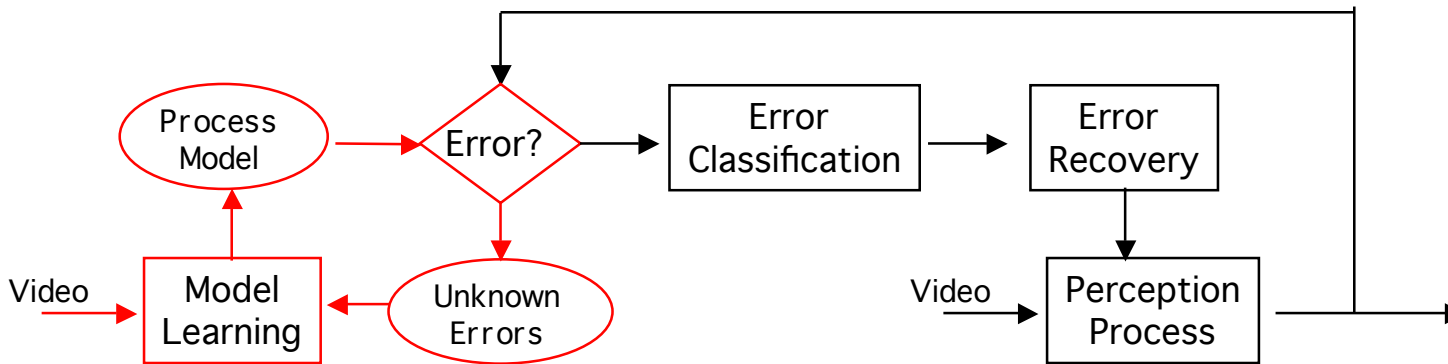 Process
Model
Error?
Error
Classification
Error
Recovery
Video
Model
Learning
Unknown
Errors
Video
Perception
Process